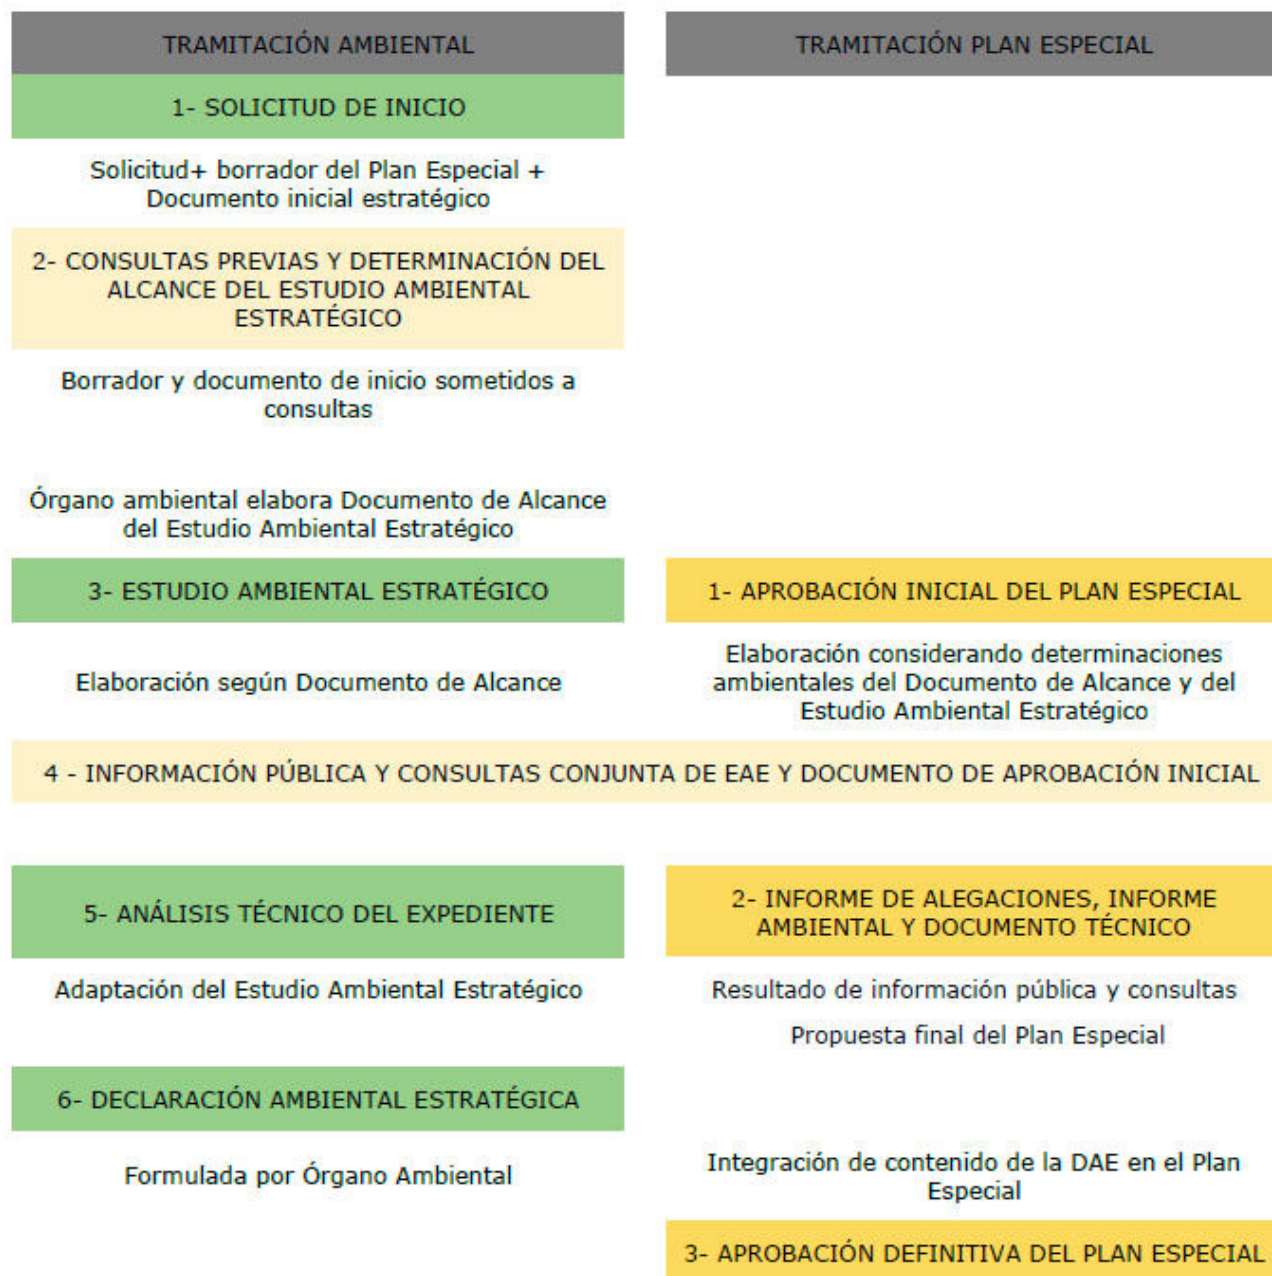 TRAMITACIÓN AMBIENTAL
TRAMITACIÓN PLAN ESPECIAL
1- SOLICITUD DE INICIO
Solicitud+ borrador del Plan Especial +
Documento inicial estratégico
2- CONSULTAS PREVIAS Y DETERMINACIÓN DEL
ALCANCE DEL ESTUDIO AMBIENTAL
ESTRATÉGICO
Borrador y documento de inicio sometidos a
consultas
Órgano ambiental elabora Documento de Alcance
del Estudio Ambiental Estratégico
3- ESTUDIO AMBIENTAL ESTRATÉGICO
1- APROBACIÓN INICIAL DEL PLAN ESPECIAL
Elaboración según Documento de Alcance
Elaboración considerando determinaciones
ambientales del Documento de Alcance y del
Estudio Ambiental Estratégico
4 - INFORMACIÓN PÚBLICA Y CONSULTAS CONJUNTA DE EAE Y DOCUMENTO DE APROBACIÓN INICIAL
5- ANÁLISIS TÉCNICO DEL EXPEDIENTE
2- INFORME DE ALEGACIONES, INFORME
AMBIENTAL Y DOCUMENTO TÉCNICO
Adaptación del Estudio Ambiental Estratégico
Resultado de información pública y consultas
Propuesta final del Plan Especial
6- DECLARACIÓN AMBIENTAL ESTRATÉGICA
Formulada por Órgano Ambiental
Integración de contenido de la DAE en el Plan
Especial
3- APROBACIÓN DEFINITIVA DEL PLAN ESPECIAL